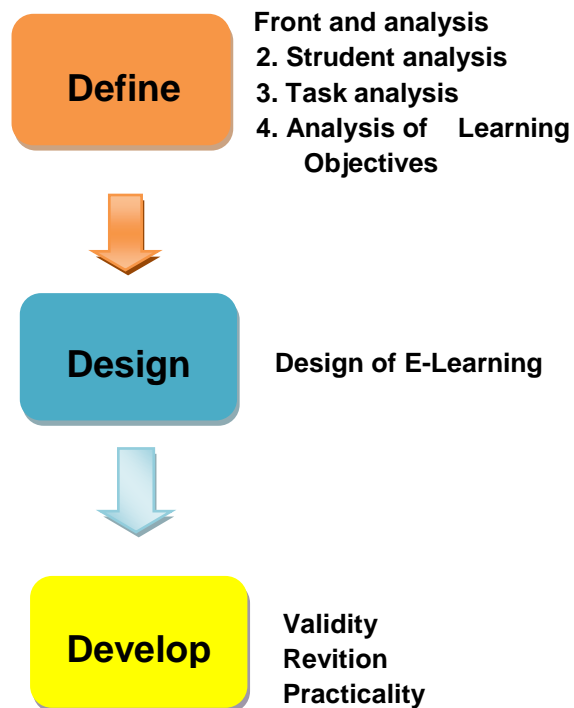 Define
Front and analysis
2. Strudent analysis
3. Task analysis
4. Analysis of Learning
Objectives
Design
Design of E-Learning
Develop
Validity
Revition
Practicality